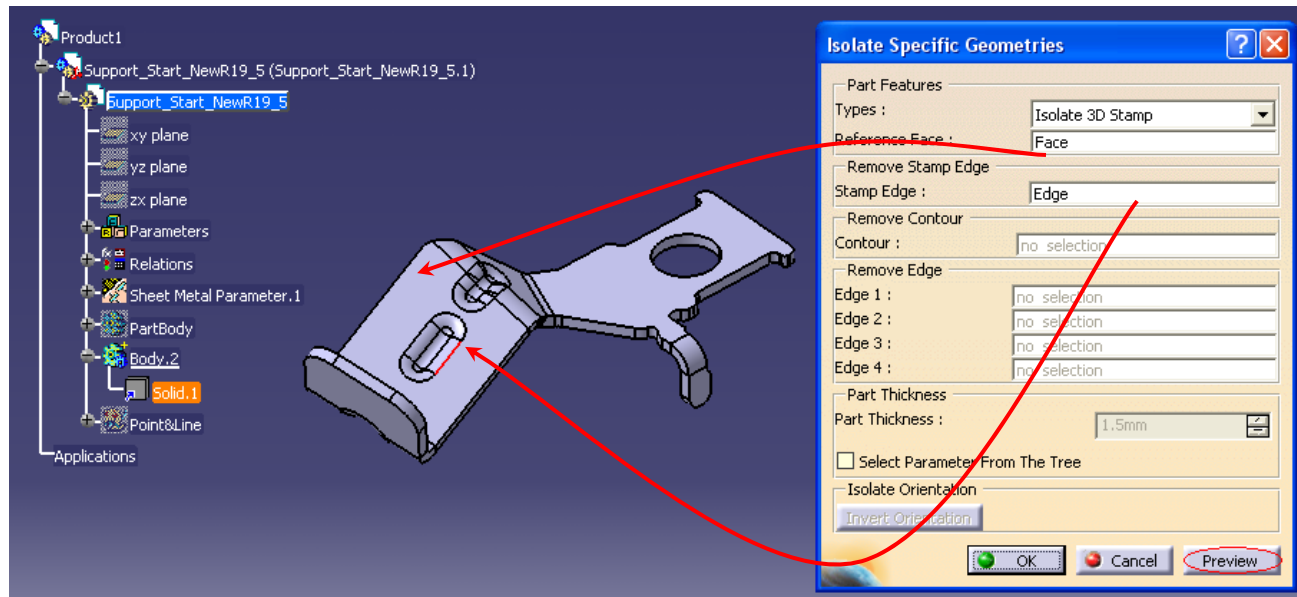 Product1
Support_Start_NewR19_5 (Support_Start_NewR19_5.1)
Support_Start_NewR19_5
xy plane
yz plane
zx plane
Parameters
Relations
Sheet Metal Parameter.1
PartBody
Body.2
Solid.1
Point&Line
Applications
Isolate Specific Geometries
Part Features
Types : Isolate 3D Stamp
Reference Face : Face
Remove Stamp Edge
Stamp Edge : Edge
Remove Contour
Contour : no selection
Remove Edge
Edge 1 : no selection
Edge 2 : no selection
Edge 3 : no selection
Edge 4 : no selection
Part Thickness
Part Thickness : 1.5mm
Select Parameter From The Tree
Isolate Orientation
Invert Orientation
OK Cancel Preview